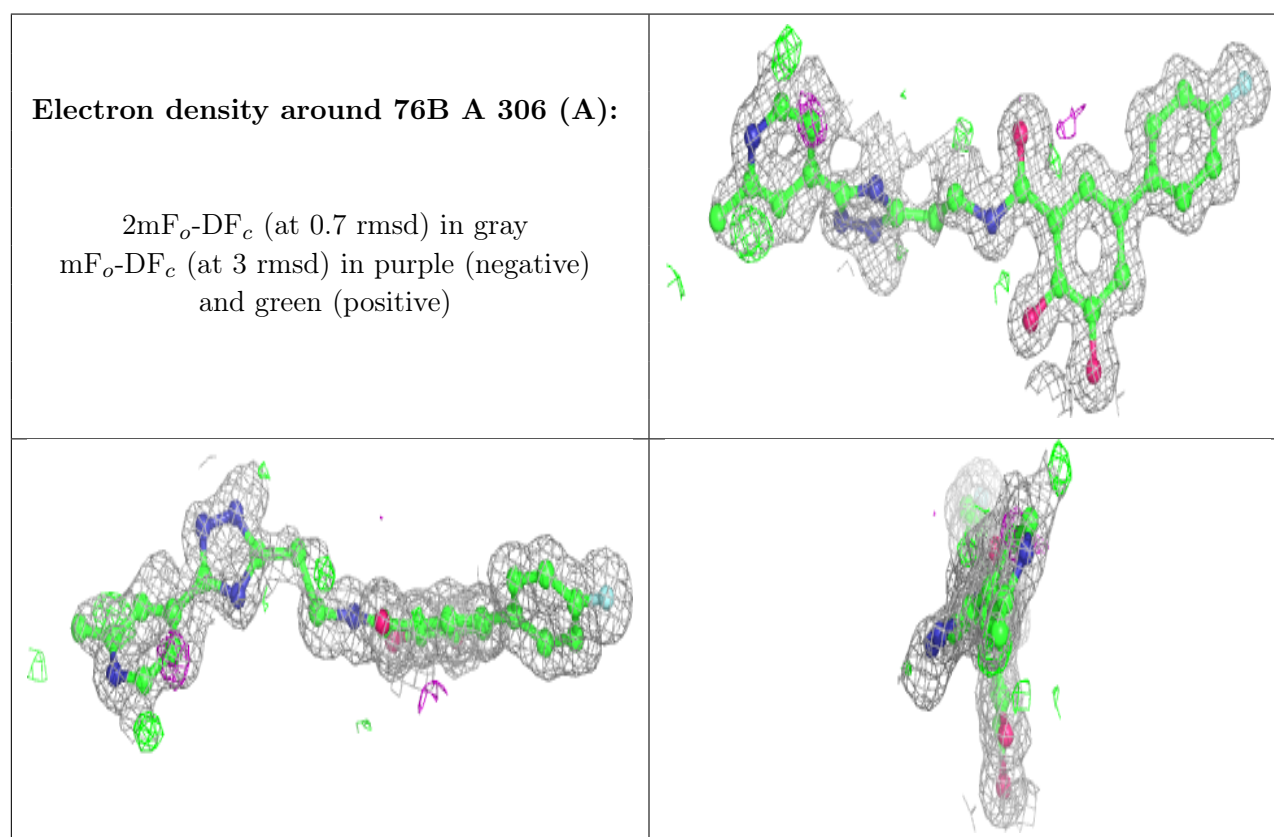 Electron density around 76B A 306 (A):
2mFo-DFc (at 0.7 rmsd) in gray
mFo-DFc (at 3 rmsd) in purple (negative)
and green (positive)